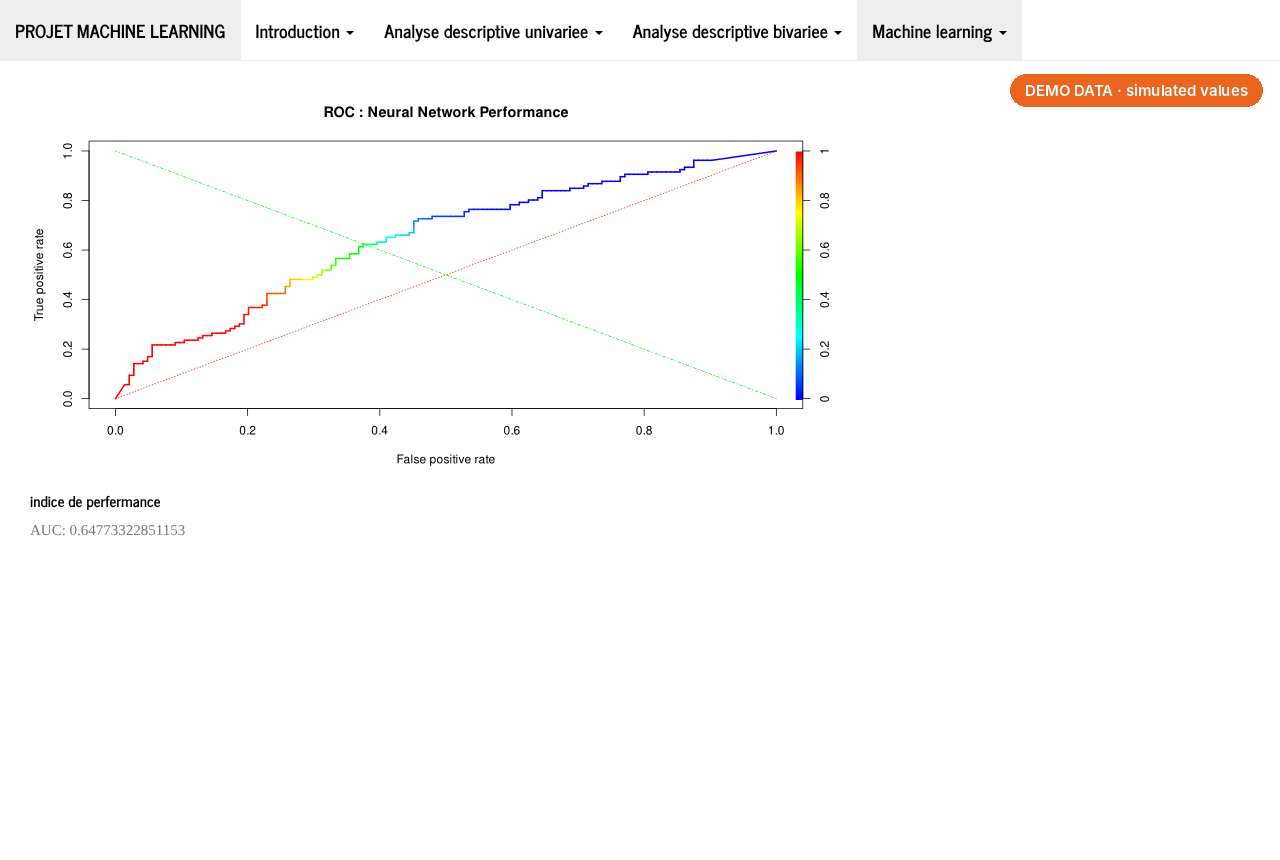 PROJET MACHINE LEARNING Introduction Analyse descriptive univariee Analyse descriptive bivariee Machine learning
DEMO DATA · simulated values
ROC : Neural Network Performance
True positive rate
0.0 0.2 0.4 0.6 0.8 1.0
0 0.2 0.4 0.6 0.8 1
0.0 0.2 0.4 0.6 0.8 1.0
False positive rate
indice de perfermance
AUC: 0.64773322851153